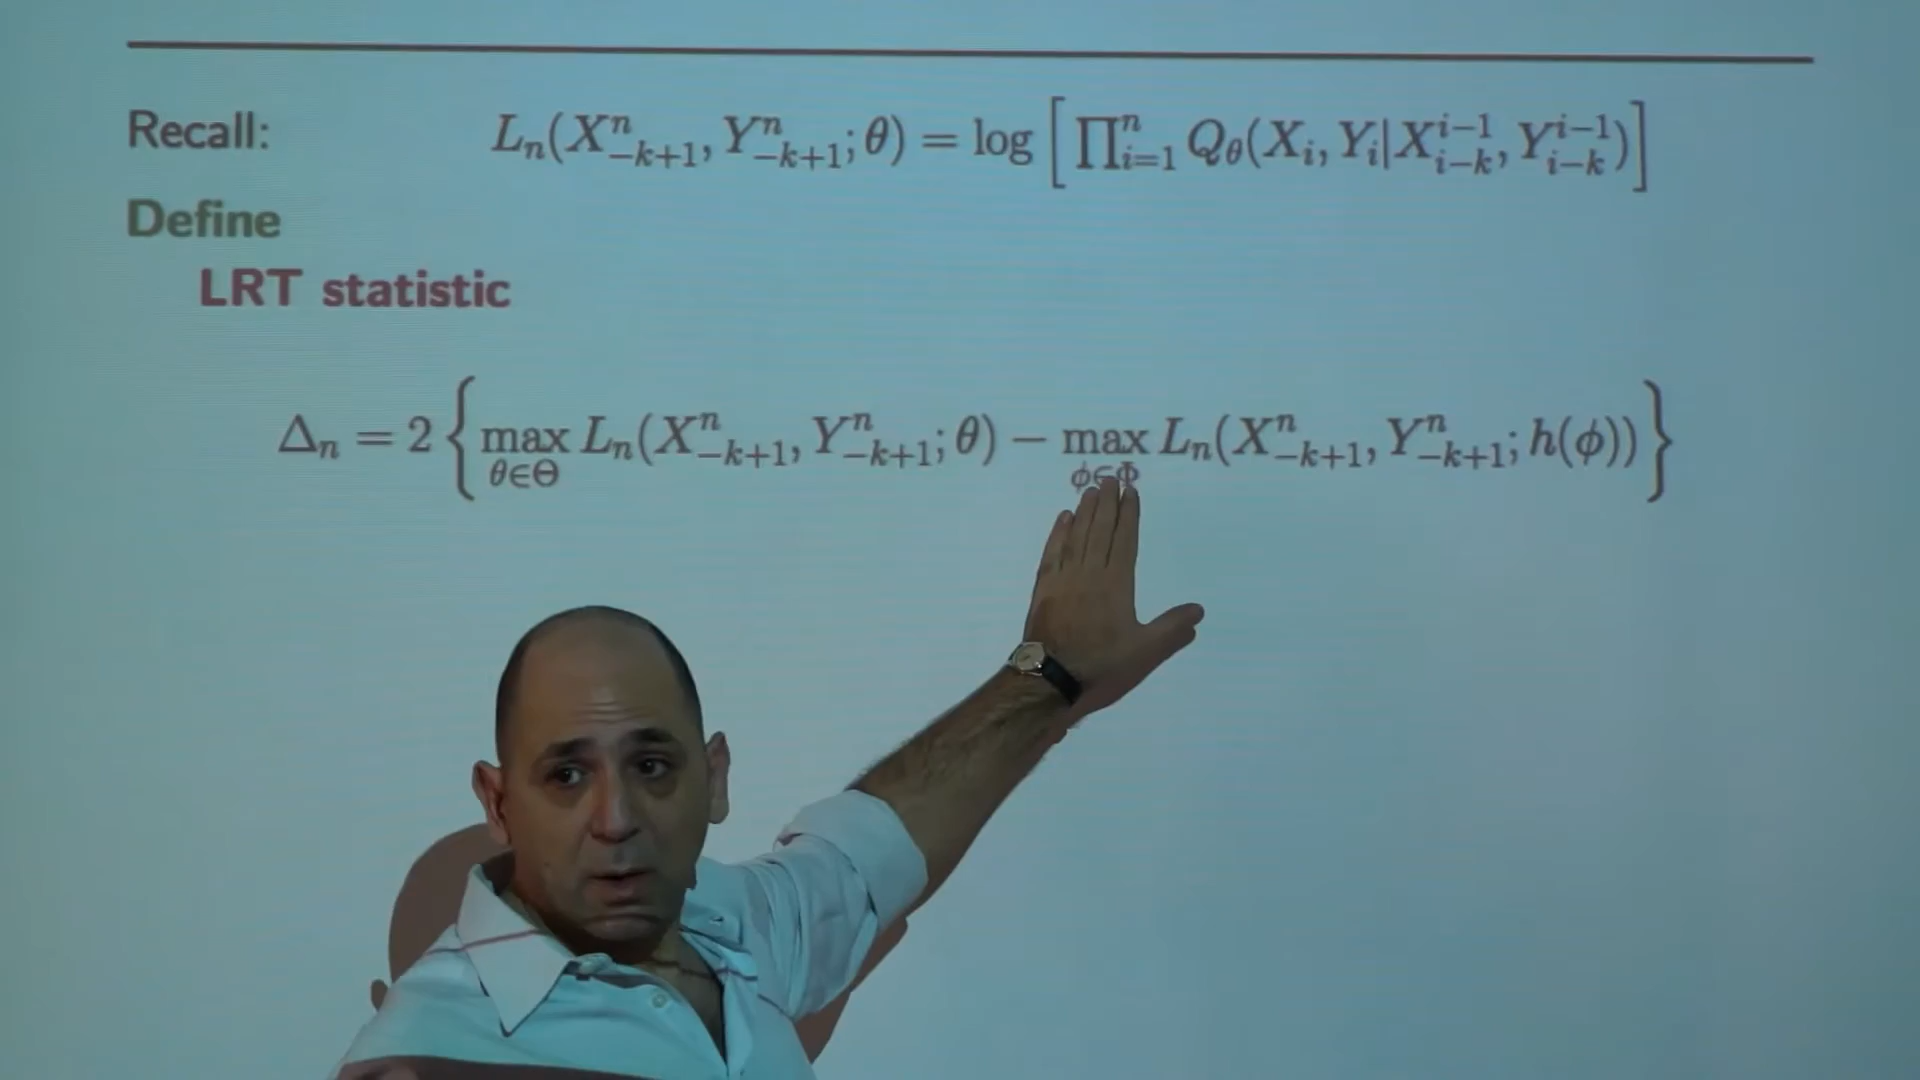 Recall: L_n(X^n_{-k+1}, Y^n_{-k+1}; θ) = log [ ∏^n_{i=1} Q_θ(X_i, Y_i|X^{i-1}_{i-k}, Y^{i-1}_{i-k}) ]
Define
LRT statistic
Δ_n = 2 { max_{θ∈Θ} L_n(X^n_{-k+1}, Y^n_{-k+1}; θ) − max_{φ∈Φ} L_n(X^n_{-k+1}, Y^n_{-k+1}; h(φ)) }